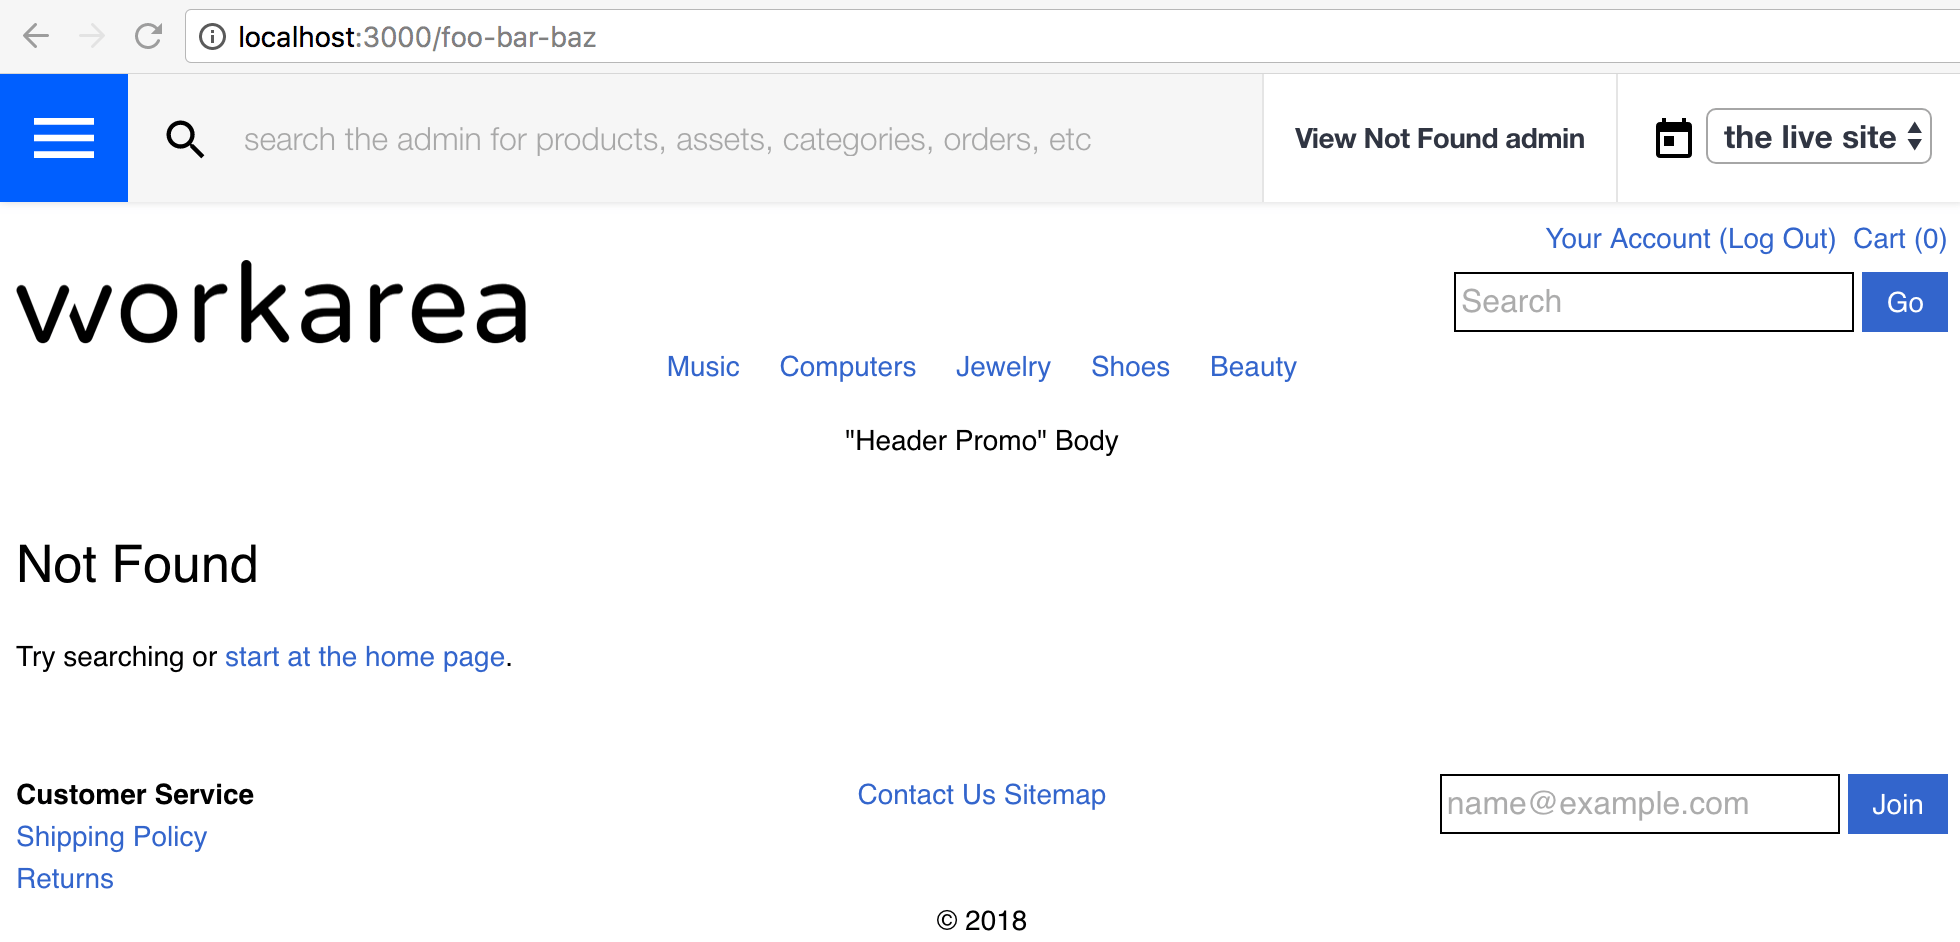 localhost:3000/foo-bar-baz
search the admin for products, assets, categories, orders, etc
View Not Found admin
the live site
Your Account (Log Out) Cart (0)
workarea
Search
Go
Music Computers Jewelry Shoes Beauty
"Header Promo" Body
Not Found
Try searching or start at the home page.
Customer Service
Shipping Policy
Returns
Contact Us Sitemap
name@example.com
Join
© 2018